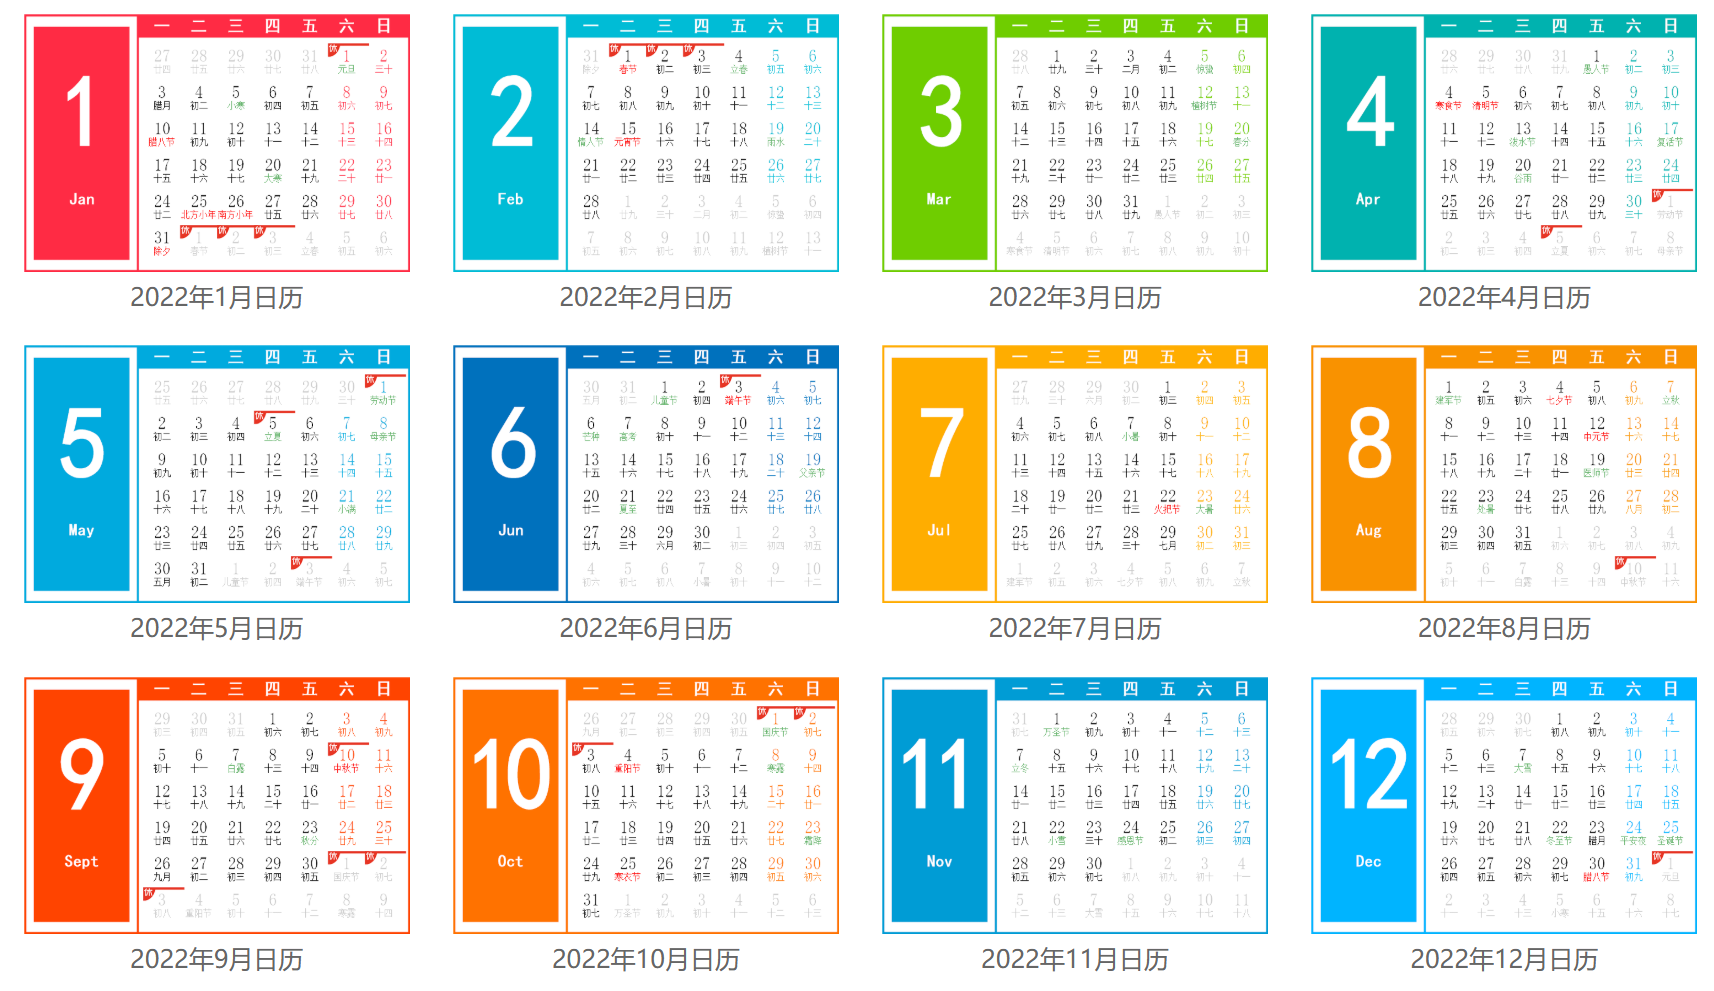 一 二 三 四 五 六 日
1
Jan
27 28 29 30 31 休 1 2
廿四 廿五 廿六 廿七 廿八 元旦 三十
3 4 5 6 7 8 9
腊月 初二 小寒 初四 初五 初六 初七
10 11 12 13 14 15 16
腊八节 初九 初十 十一 十二 十三 十四
17 18 19 20 21 22 23
十五 十六 十七 大寒 十九 二十 廿一
24 25 26 27 28 29 30
廿二 北方小年 南方小年 廿五 廿六 廿七 廿八
31 休 1 休 2 休 3 4 5 6
除夕 春节 初二 初三 立春 初五 初六
2022年1月日历
一 二 三 四 五 六 日
2
Feb
31 休 1 休 2 休 3 4 5 6
除夕 春节 初二 初三 立春 初五 初六
7 8 9 10 11 12 13
初七 初八 初九 初十 十一 十二 十三
14 15 16 17 18 19 20
情人节 元宵节 十六 十七 十八 雨水 二十
21 22 23 24 25 26 27
廿一 廿二 廿三 廿四 廿五 廿六 廿七
28 1 2 3 4 5 6
廿八 廿九 三十 二月 初二 惊蛰 初四
7 8 9 10 11 12 13
初五 初六 初七 初八 初九 植树节 十一
2022年2月日历
一 二 三 四 五 六 日
3
Mar
28 1 2 3 4 5 6
廿八 廿九 三十 二月 初二 惊蛰 初四
7 8 9 10 11 12 13
初五 初六 初七 初八 初九 植树节 十一
14 15 16 17 18 19 20
十二 十三 十四 十五 十六 十七 春分
21 22 23 24 25 26 27
十九 二十 廿一 廿二 廿三 廿四 廿五
28 29 30 31 1 2 3
廿六 廿七 廿八 廿九 愚人节 初二 初三
4 5 6 7 8 9 10
寒食节 清明节 初六 初七 初八 初九 初十
2022年3月日历
一 二 三 四 五 六 日
4
Apr
28 29 30 31 1 2 3
廿六 廿七 廿八 廿九 愚人节 初二 初三
4 5 6 7 8 9 10
寒食节 清明节 初六 初七 初八 初九 初十
11 12 13 14 15 16 17
十一 十二 泼水节 十四 十五 十六 复活节
18 19 20 21 22 23 24
十八 十九 谷雨 廿一 廿二 廿三 廿四
25 26 27 28 29 30 休 1
廿五 廿六 廿七 廿八 廿九 三十 劳动节
2 3 4 休 5 6 7 8
初二 初三 初四 立夏 初六 初七 母亲节
2022年4月日历
一 二 三 四 五 六 日
5
May
25 26 27 28 29 30 休 1
廿五 廿六 廿七 廿八 廿九 三十 劳动节
2 3 4 休 5 6 7 8
初二 初三 初四 立夏 初六 初七 母亲节
9 10 11 12 13 14 15
初九 初十 十一 十二 十三 十四 十五
16 17 18 19 20 21 22
十六 十七 十八 十九 二十 小满 廿二
23 24 25 26 27 28 29
廿三 廿四 廿五 廿六 廿七 廿八 廿九
30 31 1 2 休 3 4 5
五月 初二 儿童节 初四 端午节 初六 初七
2022年5月日历
一 二 三 四 五 六 日
6
Jun
30 31 1 2 休 3 4 5
五月 初二 儿童节 初四 端午节 初六 初七
6 7 8 9 10 11 12
芒种 高考 初十 十一 十二 十三 十四
13 14 15 16 17 18 19
十五 十六 十七 十八 十九 二十 父亲节
20 21 22 23 24 25 26
廿二 夏至 廿四 廿五 廿六 廿七 廿八
27 28 29 30 1 2 3
廿九 三十 六月 初二 初三 初四 初五
4 5 6 7 8 9 10
初六 初七 初八 小暑 初十 十一 十二
2022年6月日历
一 二 三 四 五 六 日
7
Jul
27 28 29 30 1 2 3
廿九 三十 六月 初二 初三 初四 初五
4 5 6 7 8 9 10
初六 初七 初八 小暑 初十 十一 十二
11 12 13 14 15 16 17
十三 十四 十五 十六 十七 十八 十九
18 19 20 21 22 23 24
二十 廿一 廿二 廿三 火把节 大暑 廿六
25 26 27 28 29 30 31
廿七 廿八 廿九 三十 七月 初二 初三
1 2 3 4 5 6 7
建军节 初五 初六 七夕节 初八 初九 立秋
2022年7月日历
一 二 三 四 五 六 日
8
Aug
1 2 3 4 5 6 7
建军节 初五 初六 七夕节 初八 初九 立秋
8 9 10 11 12 13 14
十一 十二 十三 十四 中元节 十六 十七
15 16 17 18 19 20 21
十八 十九 二十 廿一 医师节 廿三 廿四
22 23 24 25 26 27 28
廿五 处暑 廿七 廿八 廿九 八月 初二
29 30 31 1 2 3 4
初三 初四 初五 初六 初七 初八 初九
5 6 7 8 9 休 10 11
初十 十一 白露 十三 十四 中秋节 十六
2022年8月日历
一 二 三 四 五 六 日
9
Sept
29 30 31 1 2 3 4
初三 初四 初五 初六 初七 初八 初九
5 6 7 8 9 休 10 11
初十 十一 白露 十三 十四 中秋节 十六
12 13 14 15 16 17 18
十七 十八 十九 二十 廿一 廿二 廿三
19 20 21 22 23 24 25
廿四 廿五 廿六 廿七 秋分 廿九 三十
26 27 28 29 30 休 1 休 2
九月 初二 初三 初四 初五 国庆节 初七
休 3 4 5 6 7 8 9
初八 重阳节 初十 十一 十二 寒露 十四
2022年9月日历
一 二 三 四 五 六 日
10
Oct
26 27 28 29 30 休 1 休 2
九月 初二 初三 初四 初五 国庆节 初七
休 3 4 5 6 7 8 9
初八 重阳节 初十 十一 十二 寒露 十四
10 11 12 13 14 15 16
十五 十六 十七 十八 十九 二十 廿一
17 18 19 20 21 22 23
廿二 廿三 廿四 廿五 廿六 廿七 霜降
24 25 26 27 28 29 30
廿九 寒衣节 初二 初三 初四 初五 初六
31 1 2 3 4 5 6
初七 万圣节 初九 初十 十一 十二 十三
2022年10月日历
一 二 三 四 五 六 日
11
Nov
31 1 2 3 4 5 6
初七 万圣节 初九 初十 十一 十二 十三
7 8 9 10 11 12 13
立冬 十五 十六 十七 十八 十九 二十
14 15 16 17 18 19 20
廿一 廿二 廿三 廿四 廿五 廿六 廿七
21 22 23 24 25 26 27
廿八 小雪 三十 感恩节 初二 初三 初四
28 29 30 1 2 3 4
初五 初六 初七 初八 初九 初十 十一
5 6 7 8 9 10 11
十二 十三 大雪 十五 十六 十七 十八
2022年11月日历
一 二 三 四 五 六 日
12
Dec
28 29 30 1 2 3 4
初五 初六 初七 初八 初九 初十 十一
5 6 7 8 9 10 11
十二 十三 大雪 十五 十六 十七 十八
12 13 14 15 16 17 18
十九 二十 廿一 廿二 廿三 廿四 廿五
19 20 21 22 23 24 25
廿六 廿七 廿八 冬至节 腊月 平安夜 圣诞节
26 27 28 29 30 31 休 1
初四 初五 初六 初七 腊八节 初九 元旦
2 3 4 5 6 7 8
十一 十二 十三 小寒 十五 十六 十七
2022年12月日历